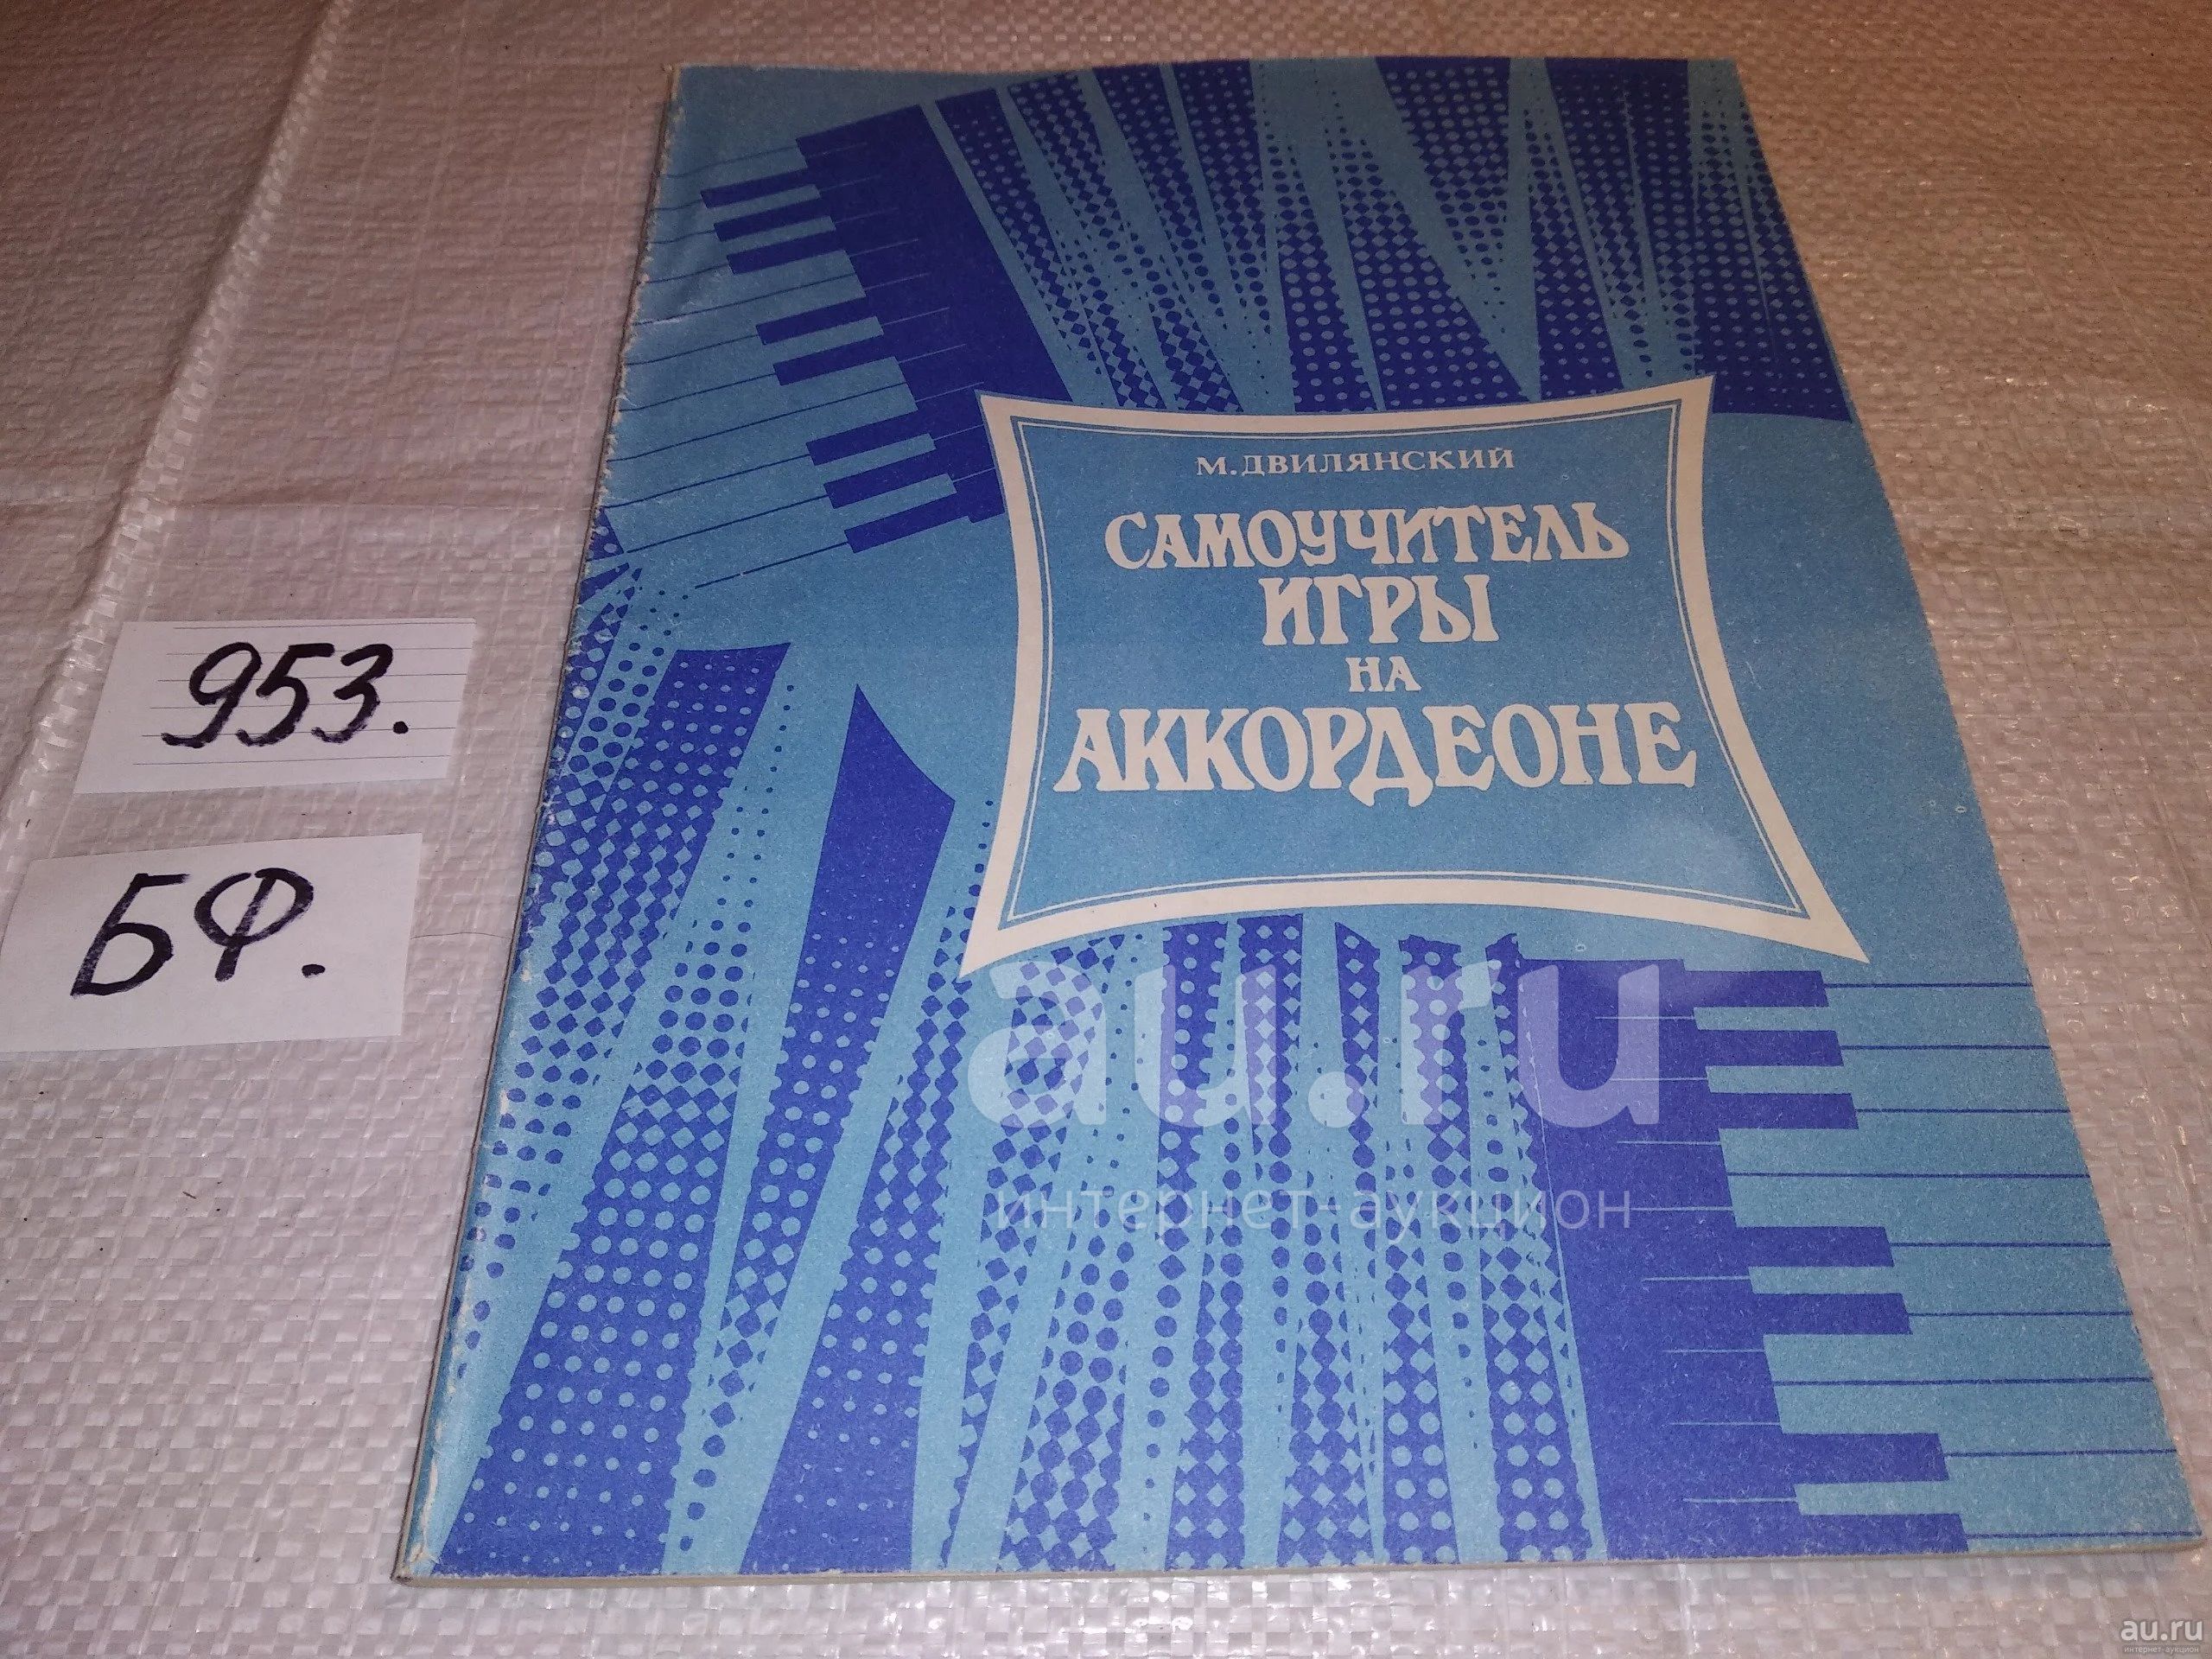 М.ДВИЛЯНСКИЙ
САМОУЧИТЕЛЬ
ИГРЫ
НА
АККОРДЕОНЕ
953.
БФ.
au.ru
интернет-аукцион
au.ru
интернет-аукцион